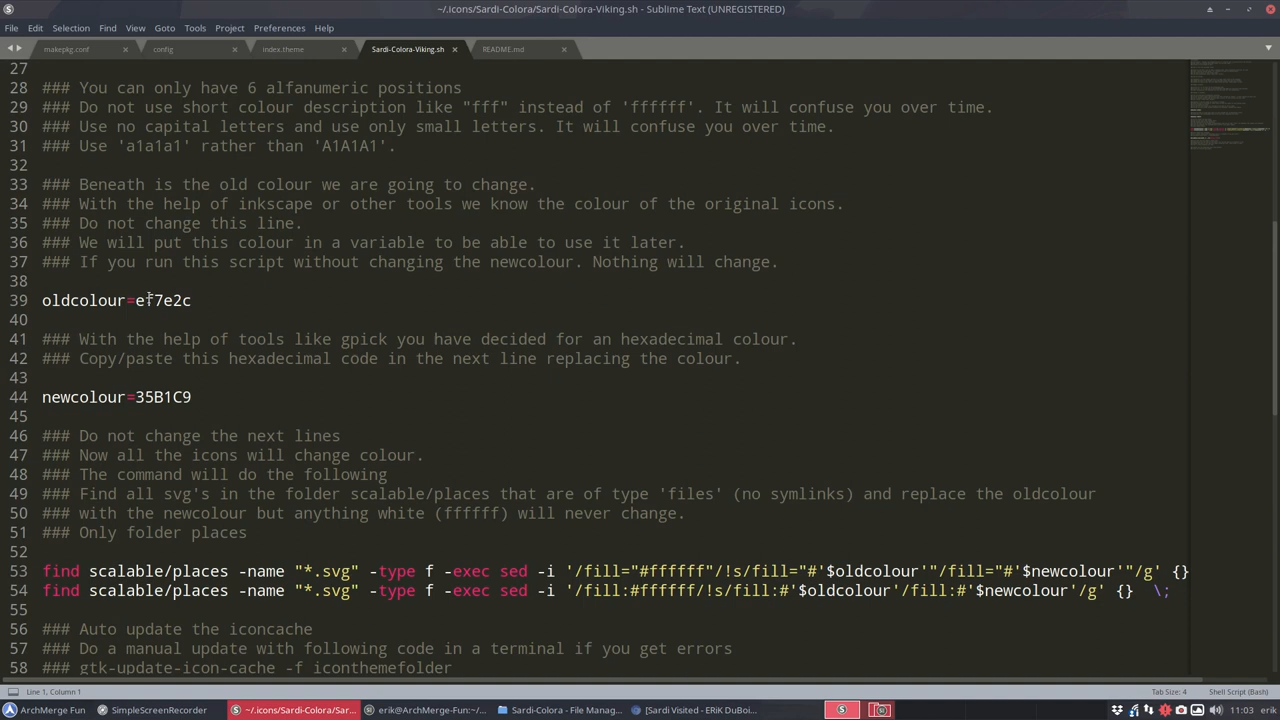 ~/.icons/Sardi-Colora/Sardi-Colora-Viking.sh - Sublime Text (UNREGISTERED)
File Edit Selection Find View Goto Tools Project Preferences Help
makepkg.conf config index.theme Sardi-Colora-Viking.sh README.md
27
28 ### You can only have 6 alfanumeric positions
29 ### Do not use short colour description like "fff" instead of 'ffffff'. It will confuse you over time.
30 ### Use no capital letters and use only small letters. It will confuse you over time.
31 ### Use 'a1a1a1' rather than 'A1A1A1'.
32
33 ### Beneath is the old colour we are going to change.
34 ### With the help of inkscape or other tools we know the colour of the original icons.
35 ### Do not change this line.
36 ### We will put this colour in a variable to be able to use it later.
37 ### If you run this script without changing the newcolour. Nothing will change.
38
39 oldcolour=ef7e2c
40
41 ### With the help of tools like gpick you have decided for an hexadecimal colour.
42 ### Copy/paste this hexadecimal code in the next line replacing the colour.
43
44 newcolour=35B1C9
45
46 ### Do not change the next lines
47 ### Now all the icons will change colour.
48 ### The command will do the following
49 ### Find all svg's in the folder scalable/places that are of type 'files' (no symlinks) and replace the oldcolour
50 ### with the newcolour but anything white (ffffff) will never change.
51 ### Only folder places
52
53 find scalable/places -name "*.svg" -type f -exec sed -i '/fill="#ffffff"/!s/fill="#'$oldcolour'"/fill="#'$newcolour'"/g' {}
54 find scalable/places -name "*.svg" -type f -exec sed -i '/fill:#ffffff/!s/fill:#'$oldcolour'/fill:#'$newcolour'/g' {}  \;
55
56 ### Auto update the iconcache
57 ### Do a manual update with following code in a terminal if you get errors
58 ### gtk-update-icon-cache -f iconthemefolder
Line 1, Column 1 Tab Size: 4 Shell Script (Bash)
ArchMerge Fun SimpleScreenRecorder ~/.icons/Sardi-Colora/Sar... erik@ArchMerge-Fun:~/... Sardi-Colora - File Manag... [Sardi Visited - ERiK DuBoi... 11:03 erik